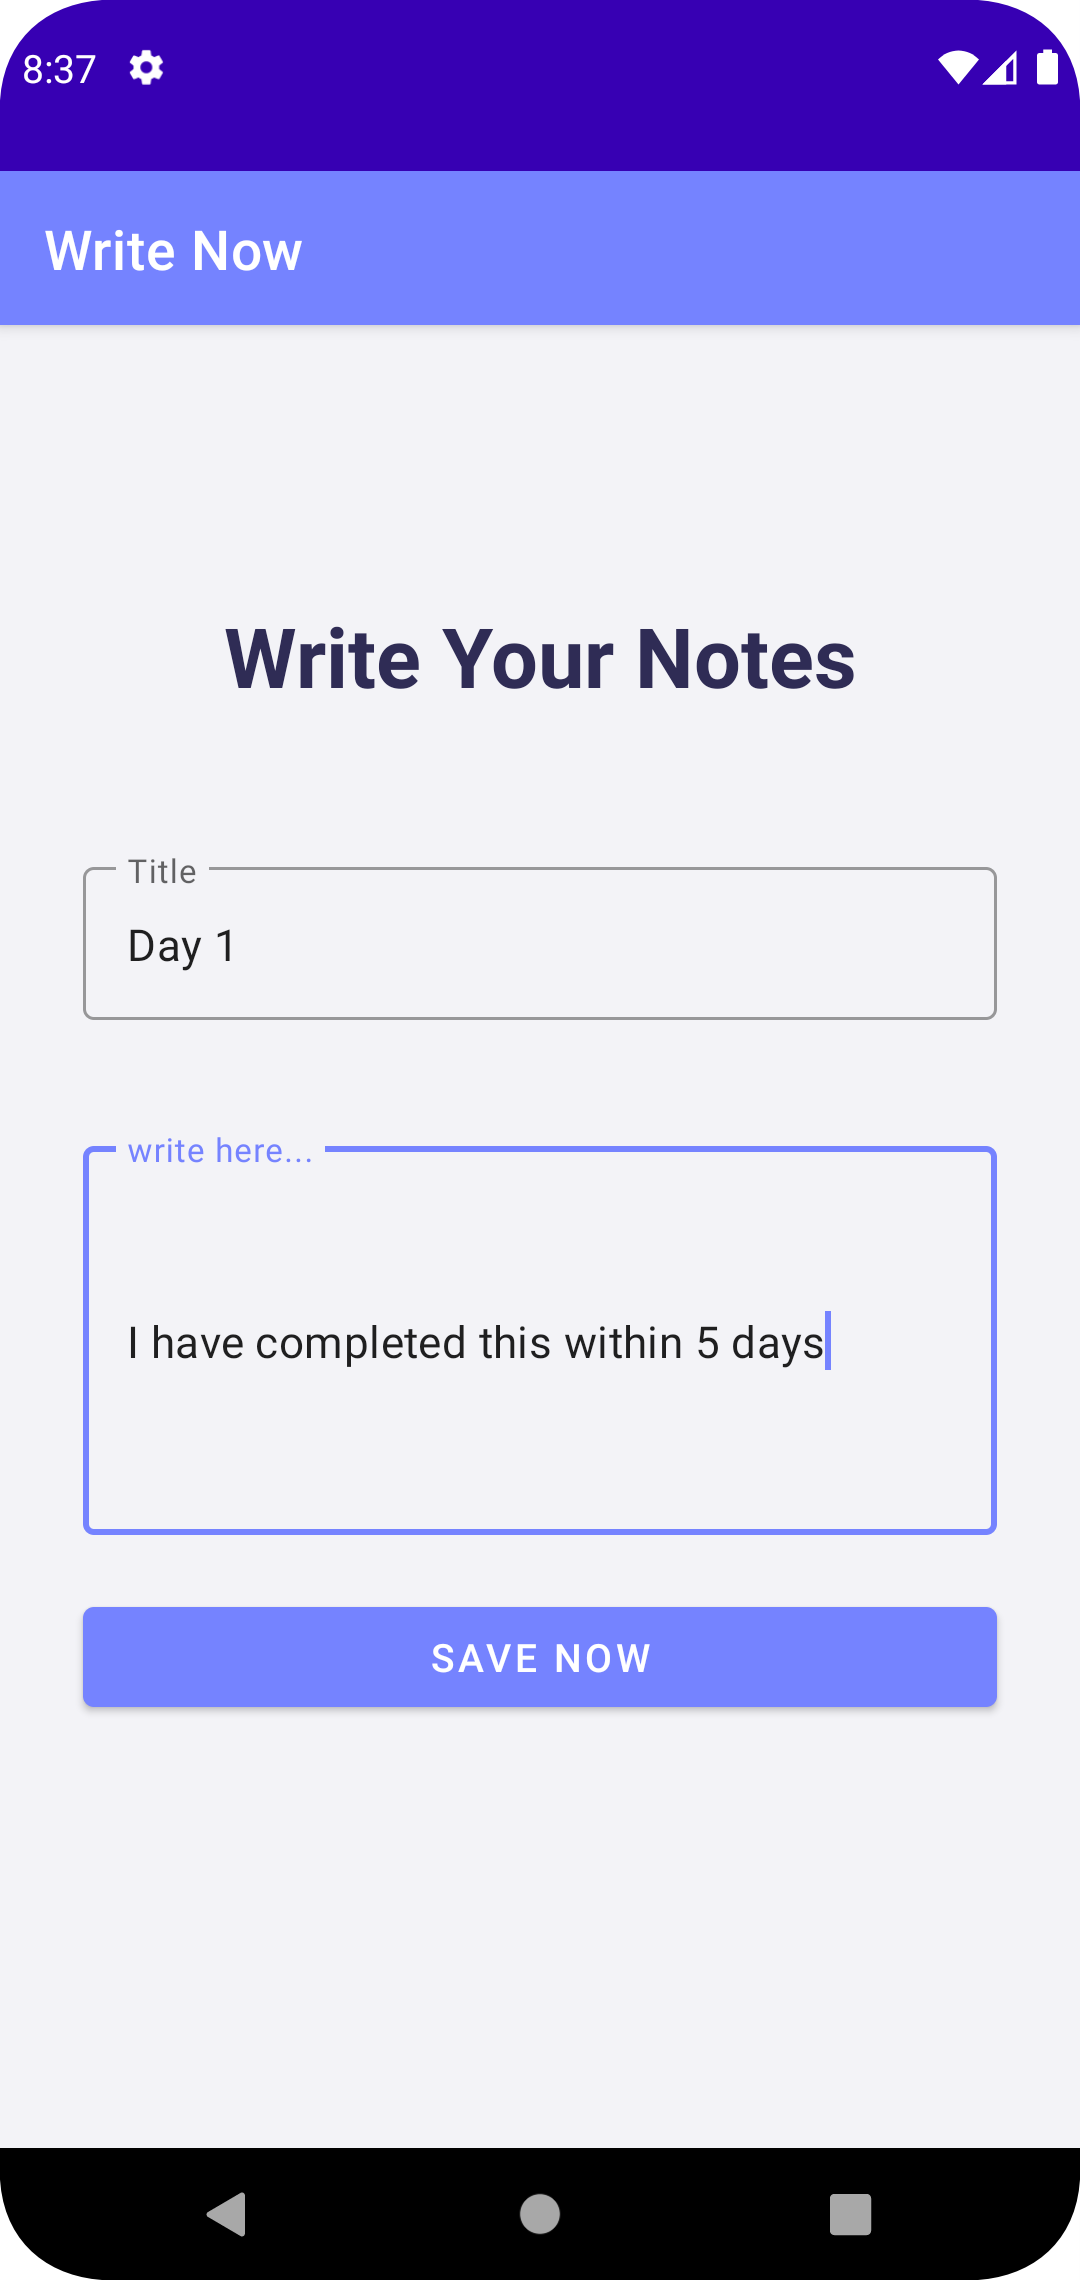 8:37
Write Now
Write Your Notes
Title
Day 1
write here...
I have completed this within 5 days
SAVE NOW